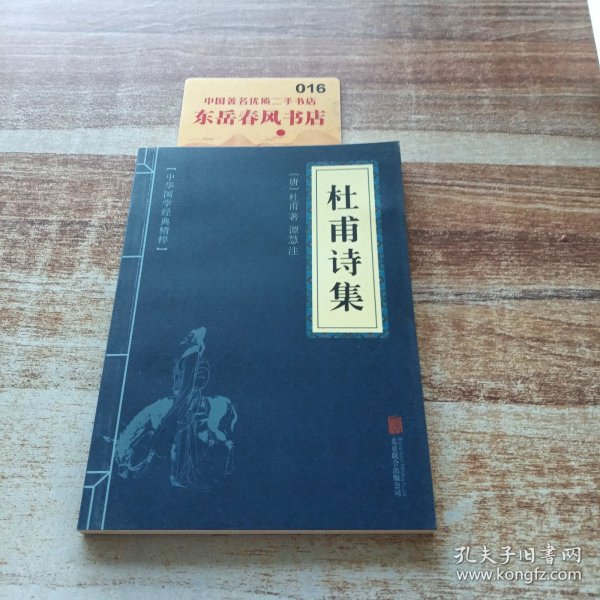 016
中国著名优质二手书店
东岳春风书店
杜甫诗集
[唐]杜甫著 谭慧注
【中华国学经典精粹】
北京联合出版公司
孔夫子旧书网
www.kongfz.com